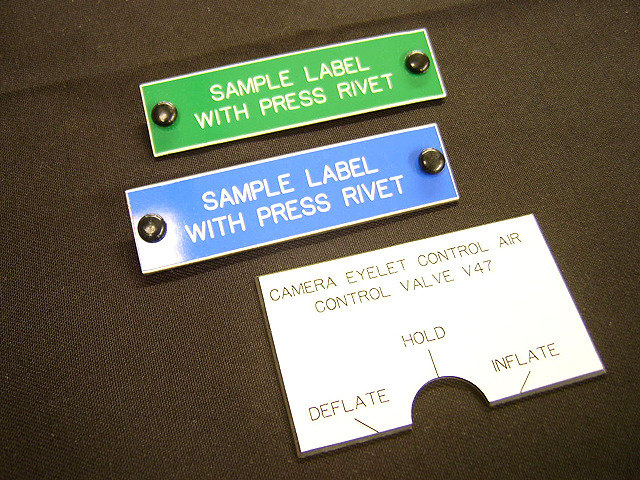 SAMPLE LABEL
WITH PRESS RIVET
SAMPLE LABEL
WITH PRESS RIVET
CAMERA EYELET CONTROL AIR
CONTROL VALVE V47
HOLD
DEFLATE
INFLATE